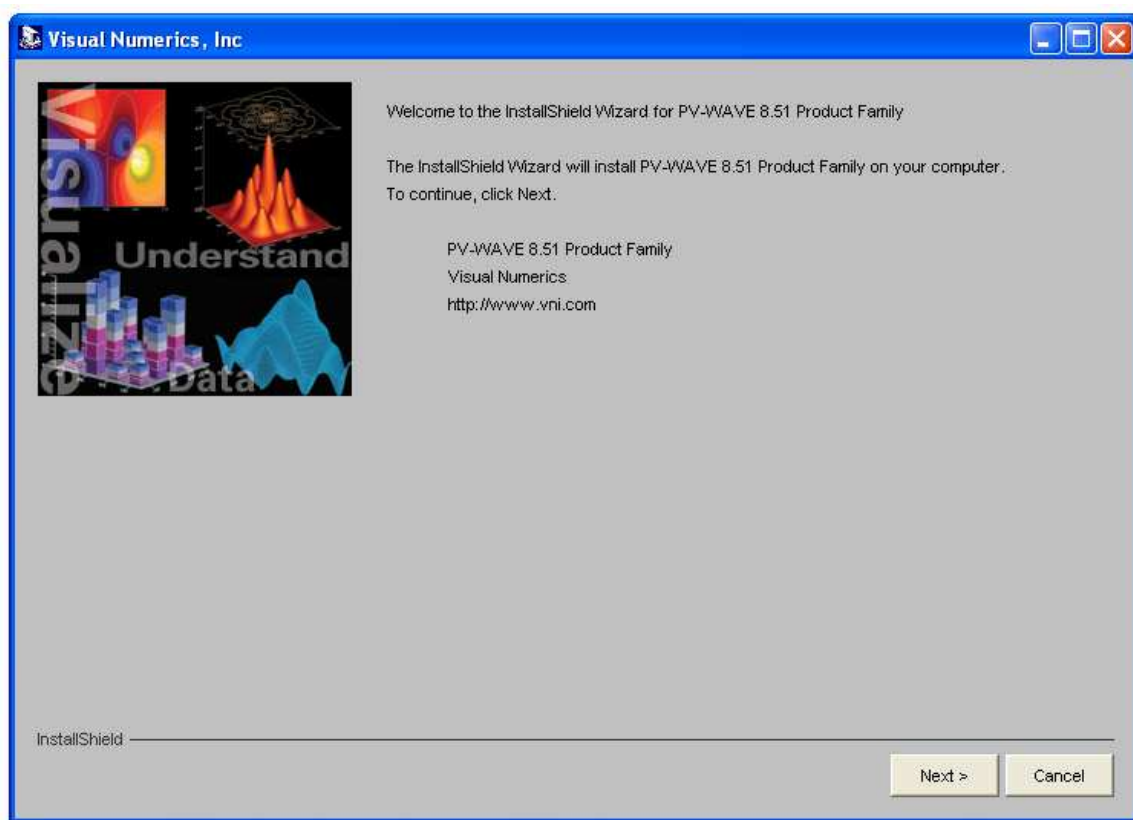 Visual Numerics, Inc
Visualize
Understand
Data
Welcome to the InstallShield Wizard for PV-WAVE 8.51 Product Family
The InstallShield Wizard will install PV-WAVE 8.51 Product Family on your computer.
To continue, click Next.
PV-WAVE 8.51 Product Family
Visual Numerics
http://www.vni.com
InstallShield
Next >
Cancel